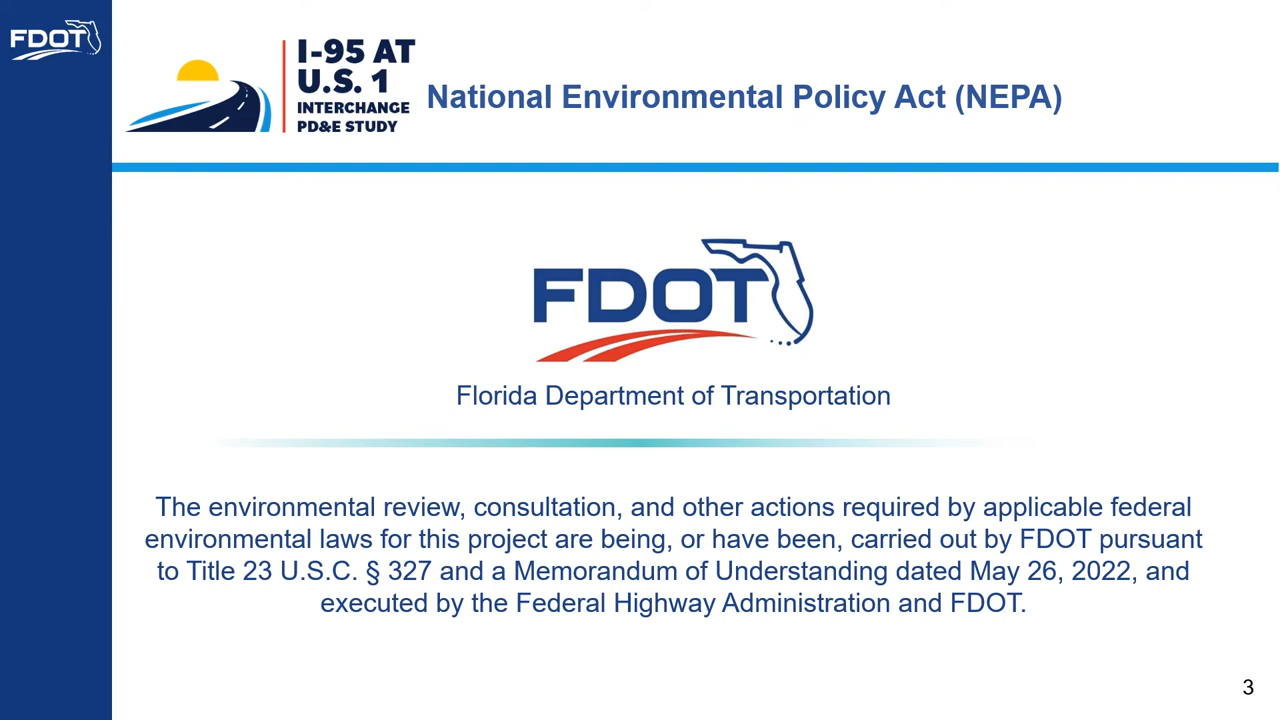 FDOT
I-95 AT
U.S. 1
INTERCHANGE
PD&E STUDY
National Environmental Policy Act (NEPA)
FDOT
Florida Department of Transportation
The environmental review, consultation, and other actions required by applicable federal
environmental laws for this project are being, or have been, carried out by FDOT pursuant
to Title 23 U.S.C. § 327 and a Memorandum of Understanding dated May 26, 2022, and
executed by the Federal Highway Administration and FDOT.
3